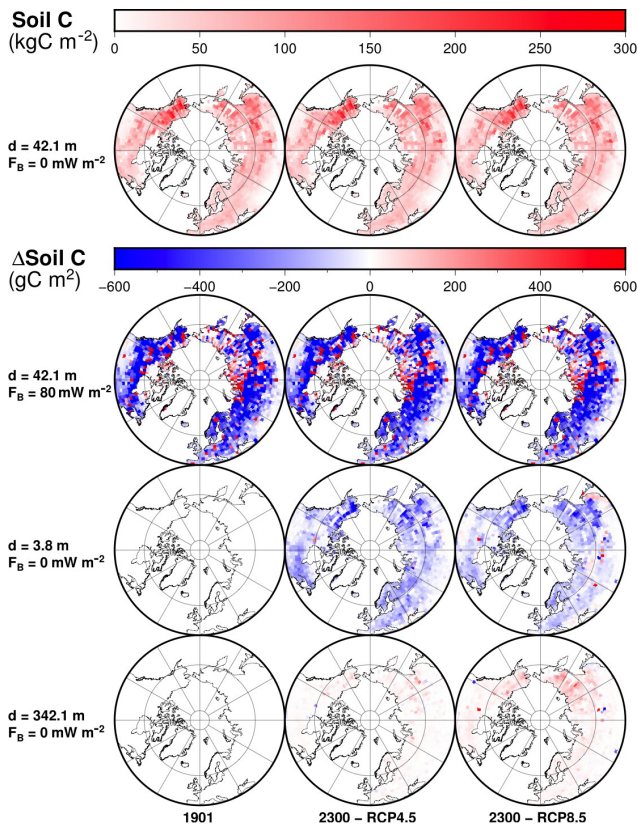 Soil C
(kgC m⁻²)
0 50 100 150 200 250 300
d = 42.1 m
F_B = 0 mW m⁻²
ΔSoil C
(gC m²)
−600 −400 −200 0 200 400 600
d = 42.1 m
F_B = 80 mW m⁻²
d = 3.8 m
F_B = 0 mW m⁻²
d = 342.1 m
F_B = 0 mW m⁻²
1901 2300 − RCP4.5 2300 − RCP8.5